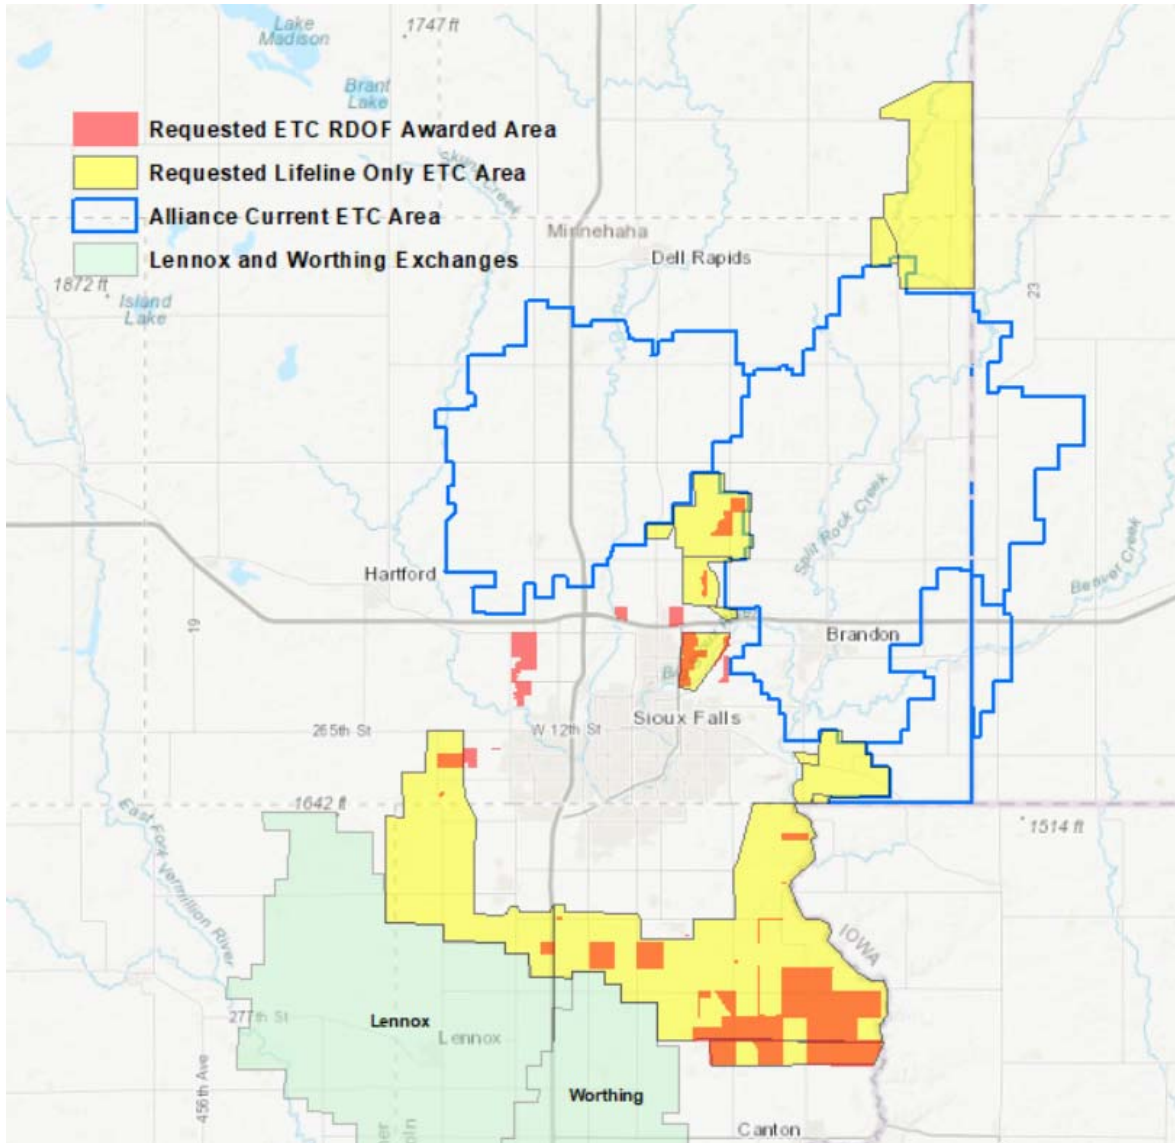 1747 ft
Lake
Madison
Brant
Lake
Requested ETC RDOF Awarded Area
Requested Lifeline Only ETC Area
Alliance Current ETC Area
Lennox and Worthing Exchanges
Skunk Creek
Minnehaha
Dell Rapids
1872 ft
Island
Lake
23
Split Rock Creek
Beaver Creek
Hartford
19
Brandon
Sioux Falls
265th St
W 12th St
1642 ft
1514 ft
East Fork Vermillion River
IOWA
277th St
Lennox
Lennox
456th Ave
Worthing
Canton